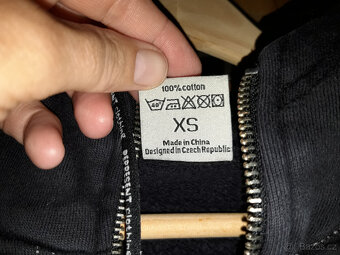 100% cotton
XS
Made in China
Designed in Czech Republic